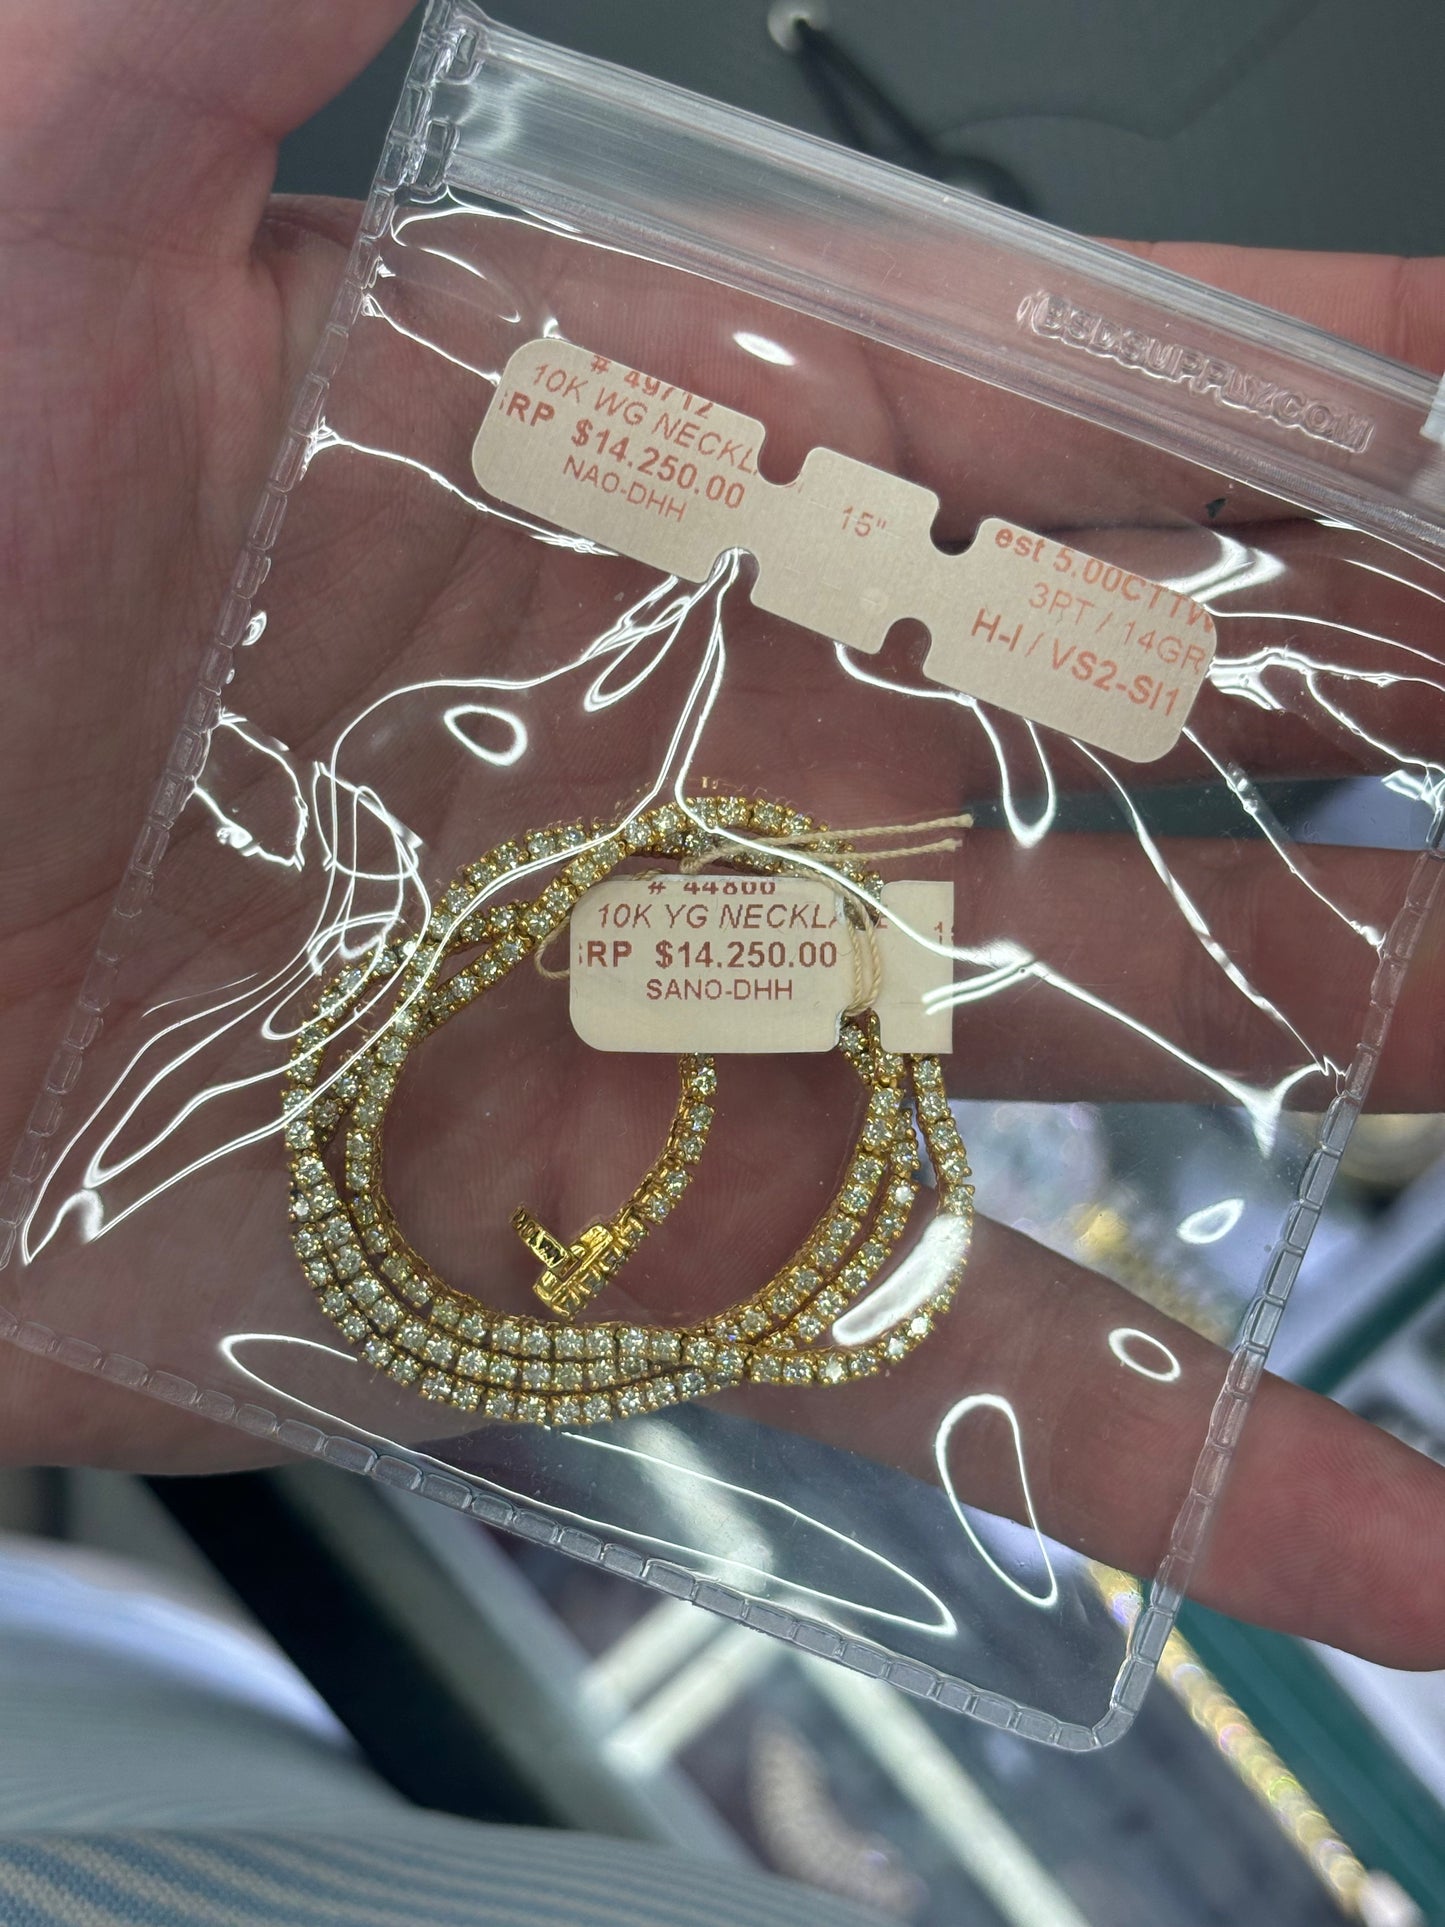 BSDSUPPLY.COM
# 49712
10K WG NECKL
RP $14,250.00
NAO-DHH
15"
est 5.00CTTW
3PT / 14GR
H-I / VS2-SI1
# 44800
10K YG NECKLA
RP $14,250.00
SANO-DHH